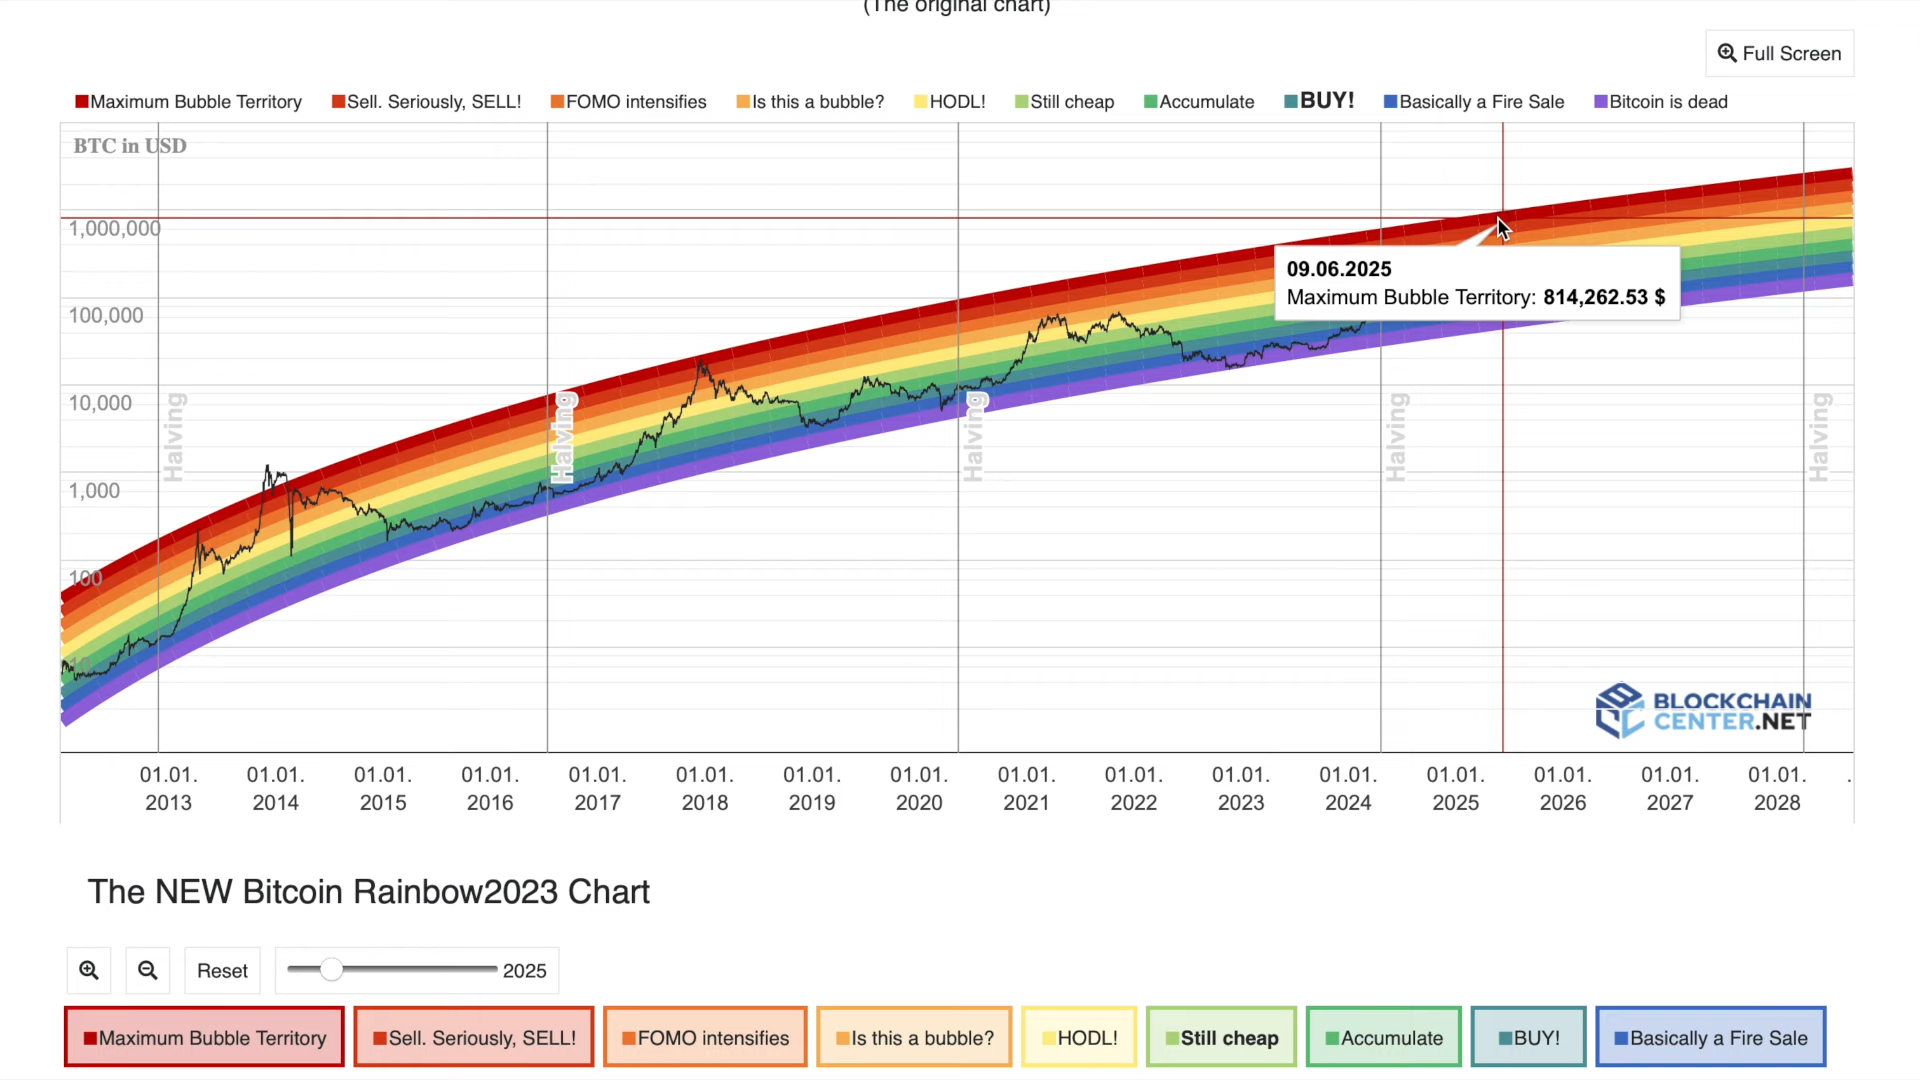 (The original chart)
Full Screen
Maximum Bubble Territory Sell. Seriously, SELL! FOMO intensifies Is this a bubble? HODL! Still cheap Accumulate BUY! Basically a Fire Sale Bitcoin is dead
BTC in USD
1,000,000
100,000
10,000
1,000
100
10
Halving
Halving
Halving
Halving
Halving
09.06.2025
Maximum Bubble Territory: 814,262.53 $
BLOCKCHAIN
CENTER.NET
01.01. 01.01. 01.01. 01.01. 01.01. 01.01. 01.01. 01.01. 01.01. 01.01. 01.01. 01.01. 01.01. 01.01. 01.01. 01.01. .
2013 2014 2015 2016 2017 2018 2019 2020 2021 2022 2023 2024 2025 2026 2027 2028
The NEW Bitcoin Rainbow2023 Chart
Reset 2025
Maximum Bubble Territory Sell. Seriously, SELL! FOMO intensifies Is this a bubble? HODL! Still cheap Accumulate BUY! Basically a Fire Sale